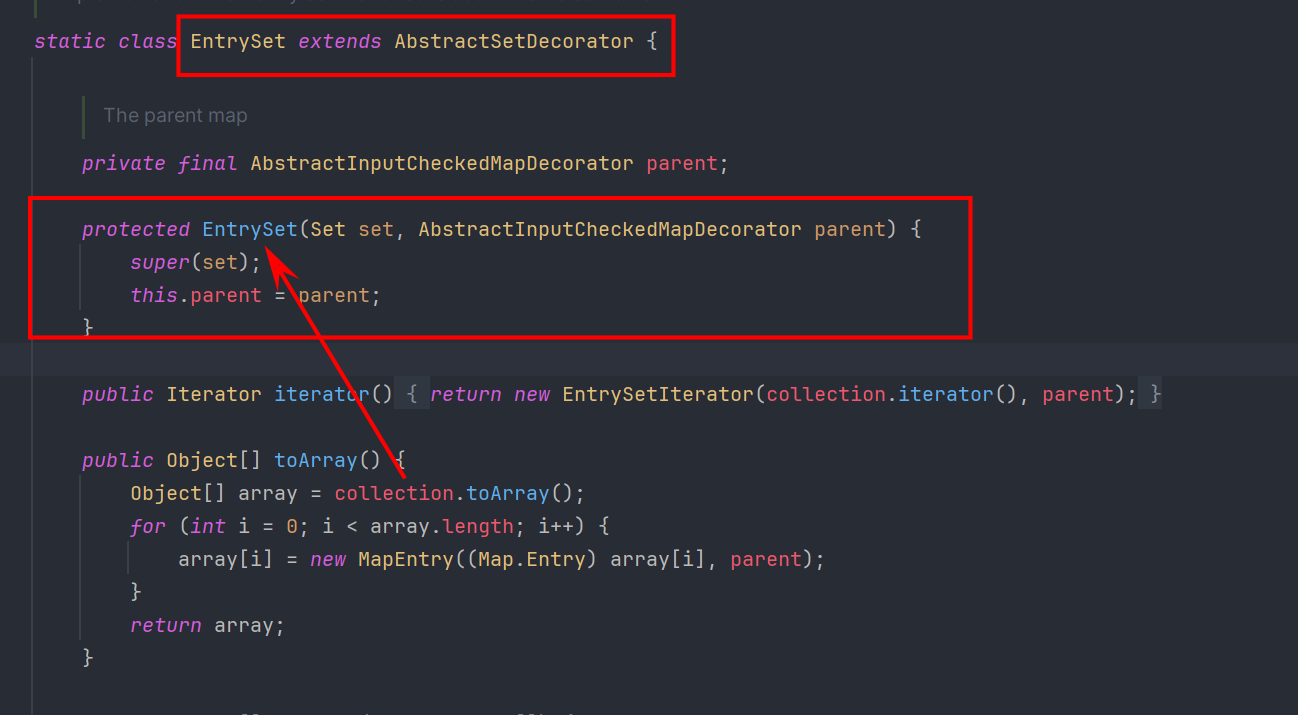 static class EntrySet extends AbstractSetDecorator {
The parent map
private final AbstractInputCheckedMapDecorator parent;
protected EntrySet(Set set, AbstractInputCheckedMapDecorator parent) {
super(set);
this.parent = parent;
}
public Iterator iterator() { return new EntrySetIterator(collection.iterator(), parent); }
public Object[] toArray() {
Object[] array = collection.toArray();
for (int i = 0; i < array.length; i++) {
array[i] = new MapEntry((Map.Entry) array[i], parent);
}
return array;
}